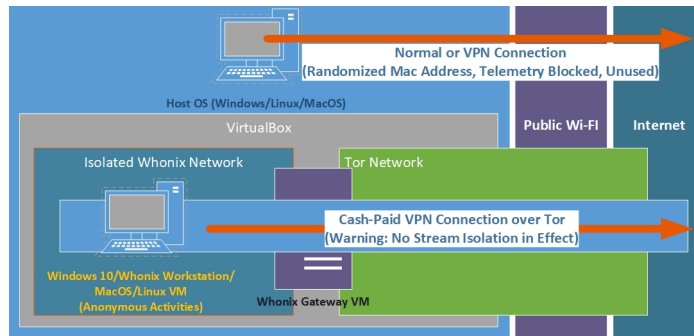 Normal or VPN Connection
(Randomized Mac Address, Telemetry Blocked, Unused)
Host OS (Windows/Linux/MacOS)
VirtualBox
Public Wi-FI
Internet
Isolated Whonix Network
Tor Network
Cash-Paid VPN Connection over Tor
(Warning: No Stream Isolation in Effect)
Windows 10/Whonix Workstation/
MacOS/Linux VM
(Anonymous Activities)
Whonix Gateway VM